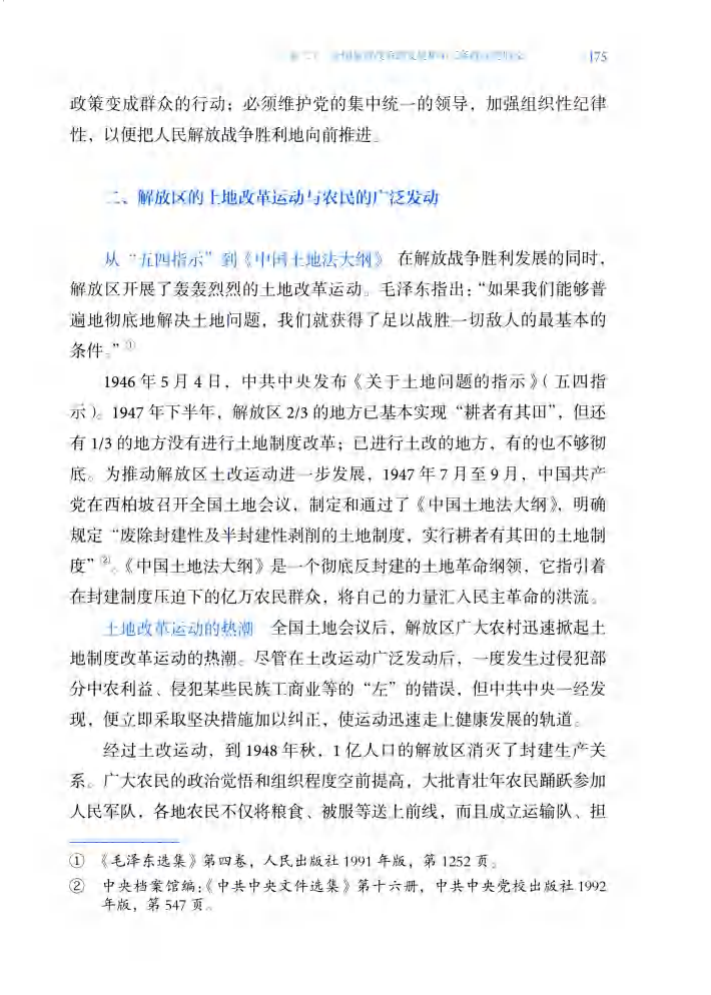 175
政策变成群众的行动；必须维护党的集中统一的领导，加强组织性纪律
性，以便把人民解放战争胜利地向前推进。
二、解放区的土地改革运动与农民的广泛发动
从“五四指示”到《中国土地法大纲》 在解放战争胜利发展的同时，
解放区开展了轰轰烈烈的土地改革运动。毛泽东指出：“如果我们能够普
遍地彻底地解决土地问题，我们就获得了足以战胜一切敌人的最基本的
条件。”①
1946 年 5 月 4 日，中共中央发布《关于土地问题的指示》（五四指
示）。1947 年下半年，解放区 2/3 的地方已基本实现“耕者有其田”，但还
有 1/3 的地方没有进行土地制度改革；已进行土改的地方，有的也不够彻
底。为推动解放区土改运动进一步发展，1947 年 7 月至 9 月，中国共产
党在西柏坡召开全国土地会议，制定和通过了《中国土地法大纲》，明确
规定“废除封建性及半封建性剥削的土地制度，实行耕者有其田的土地制
度”②。《中国土地法大纲》是一个彻底反封建的土地革命纲领，它指引着
在封建制度压迫下的亿万农民群众，将自己的力量汇入民主革命的洪流。
土地改革运动的热潮 全国土地会议后，解放区广大农村迅速掀起土
地制度改革运动的热潮。尽管在土改运动广泛发动后，一度发生过侵犯部
分中农利益、侵犯某些民族工商业等的“左”的错误，但中共中央一经发
现，便立即采取坚决措施加以纠正，使运动迅速走上健康发展的轨道。
经过土改运动，到 1948 年秋，1 亿人口的解放区消灭了封建生产关
系。广大农民的政治觉悟和组织程度空前提高，大批青壮年农民踊跃参加
人民军队，各地农民不仅将粮食、被服等送上前线，而且成立运输队、担
① 《毛泽东选集》第四卷，人民出版社 1991 年版，第 1252 页。
② 中央档案馆编：《中共中央文件选集》第十六册，中共中央党校出版社 1992
年版，第 547 页。